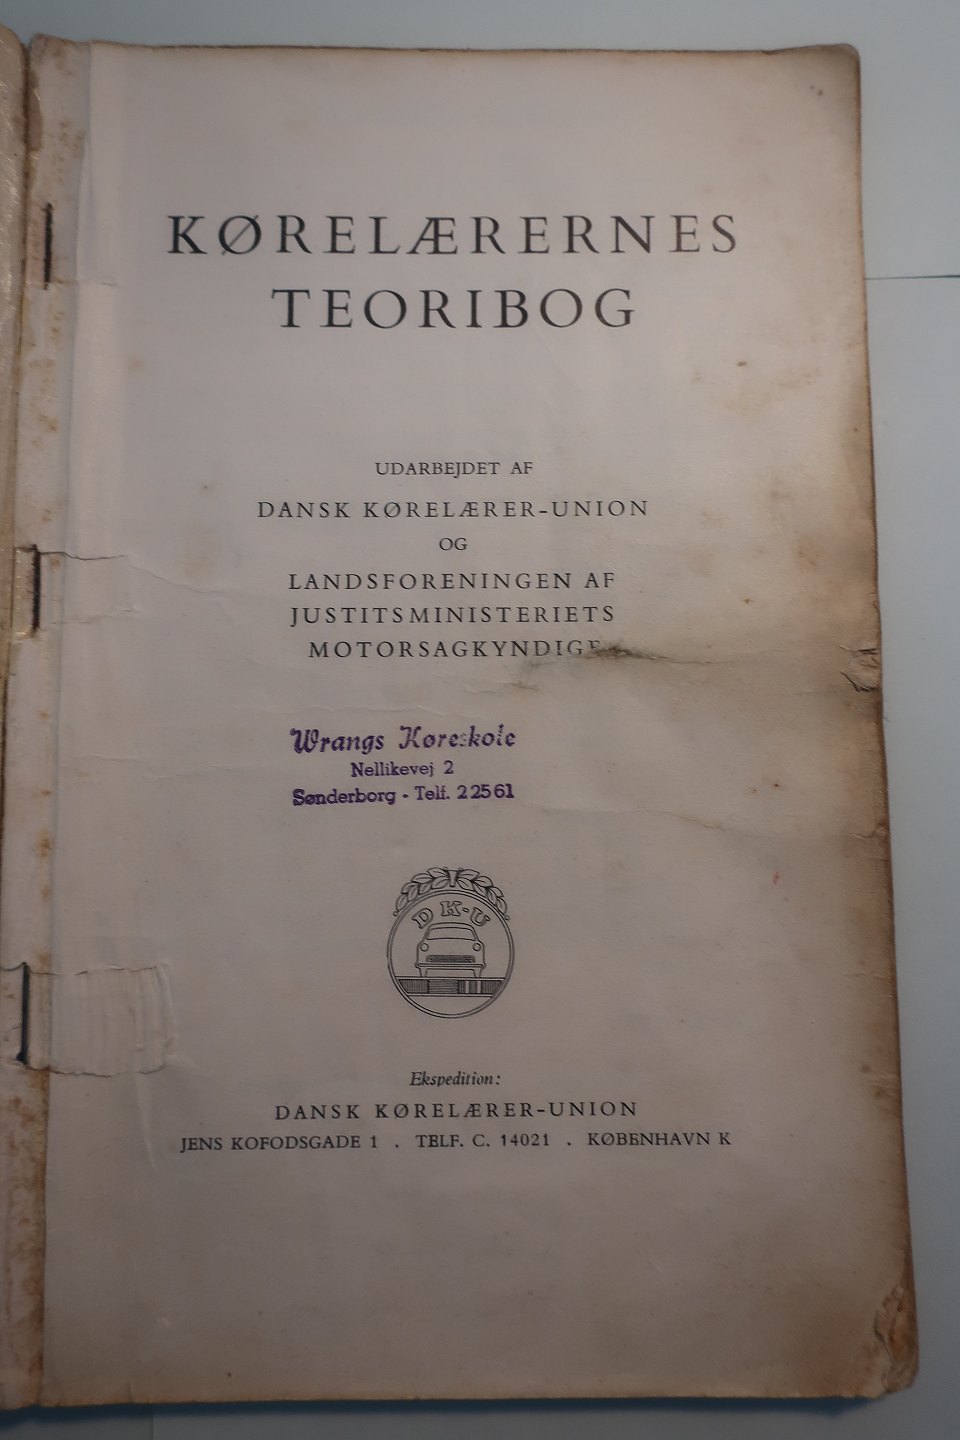 KØRELÆRERNES
TEORIBOG
UDARBEJDET AF
DANSK KØRELÆRER-UNION
OG
LANDSFORENINGEN AF
JUSTITSMINISTERIETS
MOTORSAGKYNDIGE
Wrangs Køreskole
Nellikevej 2
Sønderborg - Telf. 22561
DK-U
Ekspedition:
DANSK KØRELÆRER-UNION
JENS KOFODSGADE 1 . TELF. C. 14021 . KØBENHAVN K